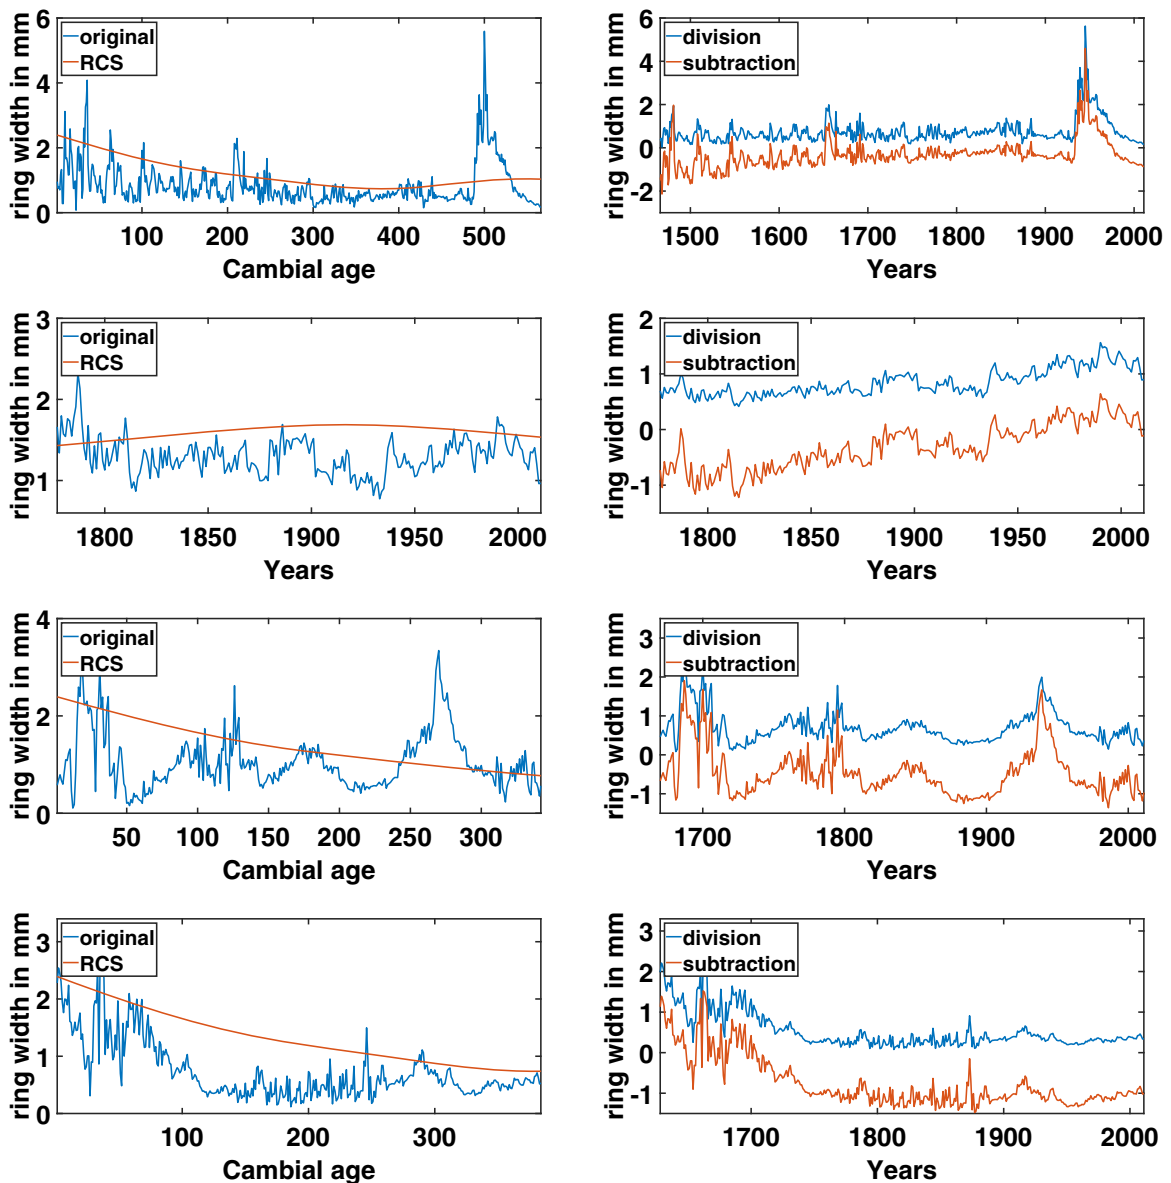 ring width in mm
6
4
2
0
original
RCS
100 200 300 400 500
Cambial age
ring width in mm
6
4
2
0
-2
division
subtraction
1500 1600 1700 1800 1900 2000
Years
ring width in mm
3
2
1
original
RCS
1800 1850 1900 1950 2000
Years
ring width in mm
2
1
0
-1
division
subtraction
1800 1850 1900 1950 2000
Years
ring width in mm
4
2
0
original
RCS
50 100 150 200 250 300
Cambial age
ring width in mm
3
2
1
0
-1
division
subtraction
1700 1800 1900 2000
Years
ring width in mm
3
2
1
0
original
RCS
100 200 300
Cambial age
ring width in mm
3
2
1
0
-1
division
subtraction
1700 1800 1900 2000
Years